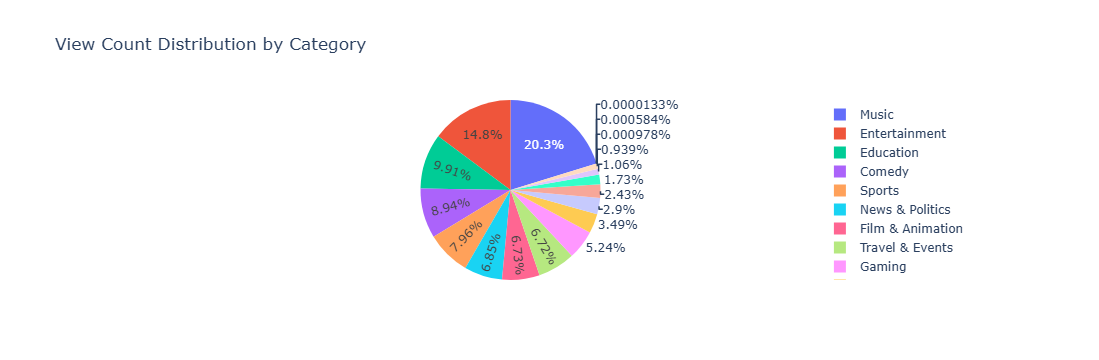 View Count Distribution by Category
0.0000133%
0.000584%
0.000978%
0.939%
1.06%
1.73%
2.43%
2.9%
3.49%
5.24%
20.3%
14.8%
9.91%
8.94%
7.96%
6.85%
6.73%
6.72%
Music
Entertainment
Education
Comedy
Sports
News & Politics
Film & Animation
Travel & Events
Gaming